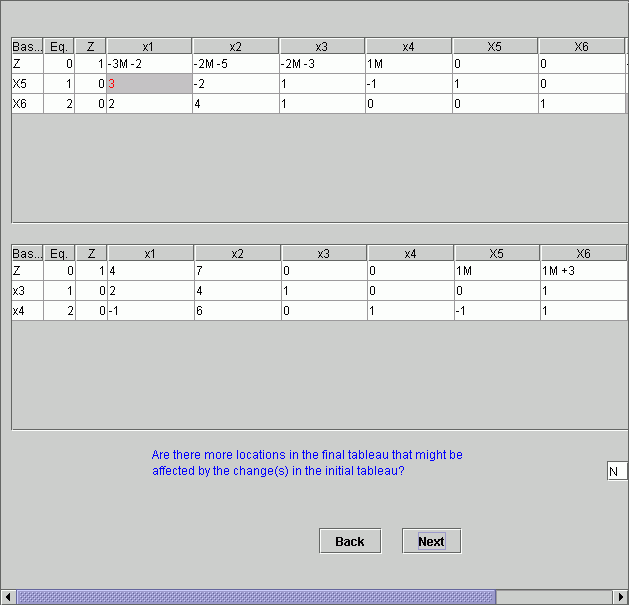 Bas... Eq. Z x1 x2 x3 x4 X5 X6
Z 0 1 -3M -2 -2M -5 -2M -3 1M 0 0 -
X5 1 0 3 -2 1 -1 1 0
X6 2 0 2 4 1 0 0 1
Bas... Eq. Z x1 x2 x3 x4 X5 X6
Z 0 1 4 7 0 0 1M 1M +3
x3 1 0 2 4 1 0 0 1
x4 2 0 -1 6 0 1 -1 1
Are there more locations in the final tableau that might be
affected by the change(s) in the initial tableau?
N
Back Next